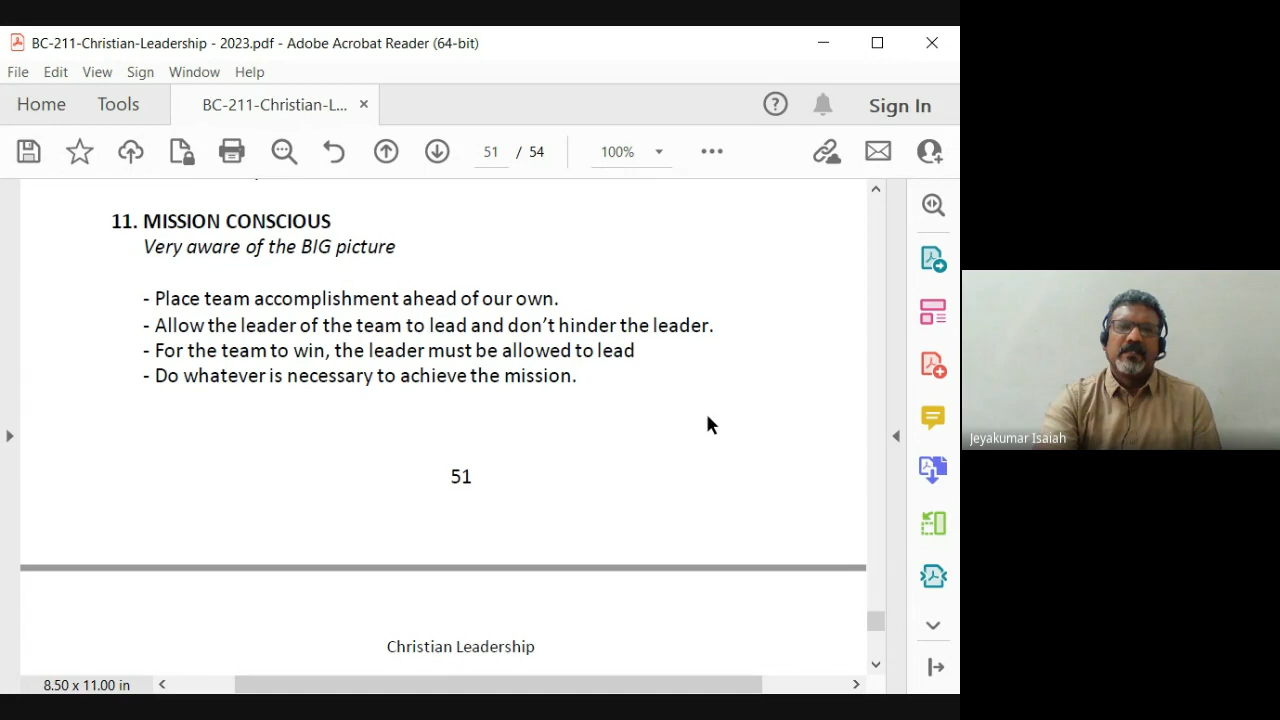 BC-211-Christian-Leadership - 2023.pdf - Adobe Acrobat Reader (64-bit)
File Edit View Sign Window Help
Home Tools BC-211-Christian-L... × Sign In
51 / 54 100%
11. MISSION CONSCIOUS
Very aware of the BIG picture
- Place team accomplishment ahead of our own.
- Allow the leader of the team to lead and don't hinder the leader.
- For the team to win, the leader must be allowed to lead
- Do whatever is necessary to achieve the mission.
51
Christian Leadership
8.50 x 11.00 in
Jeyakumar Isaiah